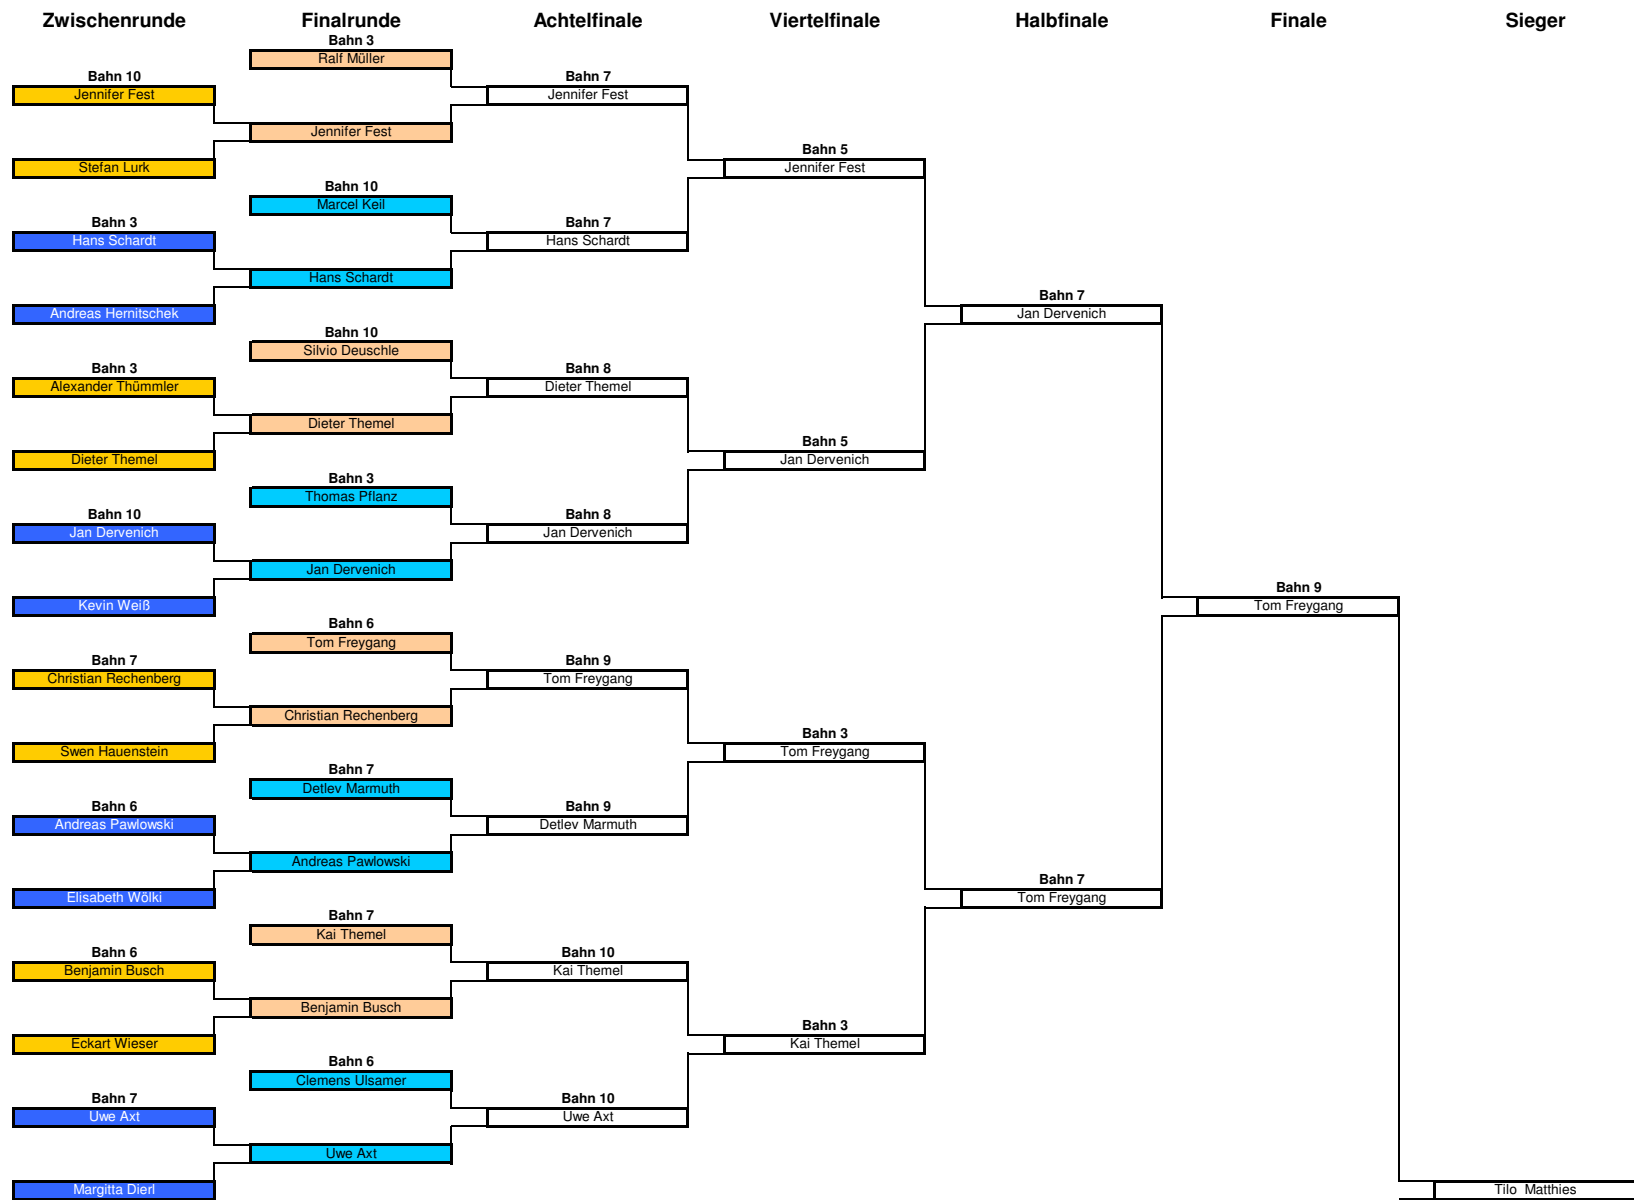 Zwischenrunde Finalrunde Achtelfinale Viertelfinale Halbfinale Finale Sieger
Bahn 3
Ralf Müller
Bahn 10 Bahn 7
Jennifer Fest Jennifer Fest
Jennifer Fest
Bahn 5
Stefan Lurk Jennifer Fest
Bahn 10
Marcel Keil
Bahn 3 Bahn 7
Hans Schardt Hans Schardt
Hans Schardt
Bahn 7
Andreas Hernitschek Jan Dervenich
Bahn 10
Silvio Deuschle
Bahn 3 Bahn 8
Alexander Thümmler Dieter Themel
Dieter Themel
Bahn 5
Dieter Themel Jan Dervenich
Bahn 3
Thomas Pflanz
Bahn 10 Bahn 8
Jan Dervenich Jan Dervenich
Jan Dervenich
Bahn 9
Kevin Weiß Tom Freygang
Bahn 6
Tom Freygang
Bahn 7 Bahn 9
Christian Rechenberg Tom Freygang
Christian Rechenberg
Bahn 3
Swen Hauenstein Tom Freygang
Bahn 7
Detlev Marmuth
Bahn 6 Bahn 9
Andreas Pawlowski Detlev Marmuth
Andreas Pawlowski
Bahn 7
Elisabeth Wölki Tom Freygang
Bahn 7
Kai Themel
Bahn 6 Bahn 10
Benjamin Busch Kai Themel
Benjamin Busch
Bahn 3
Eckart Wieser Kai Themel
Bahn 6
Clemens Ulsamer
Bahn 7 Bahn 10
Uwe Axt Uwe Axt
Uwe Axt
Margitta Dierl Tilo Matthies